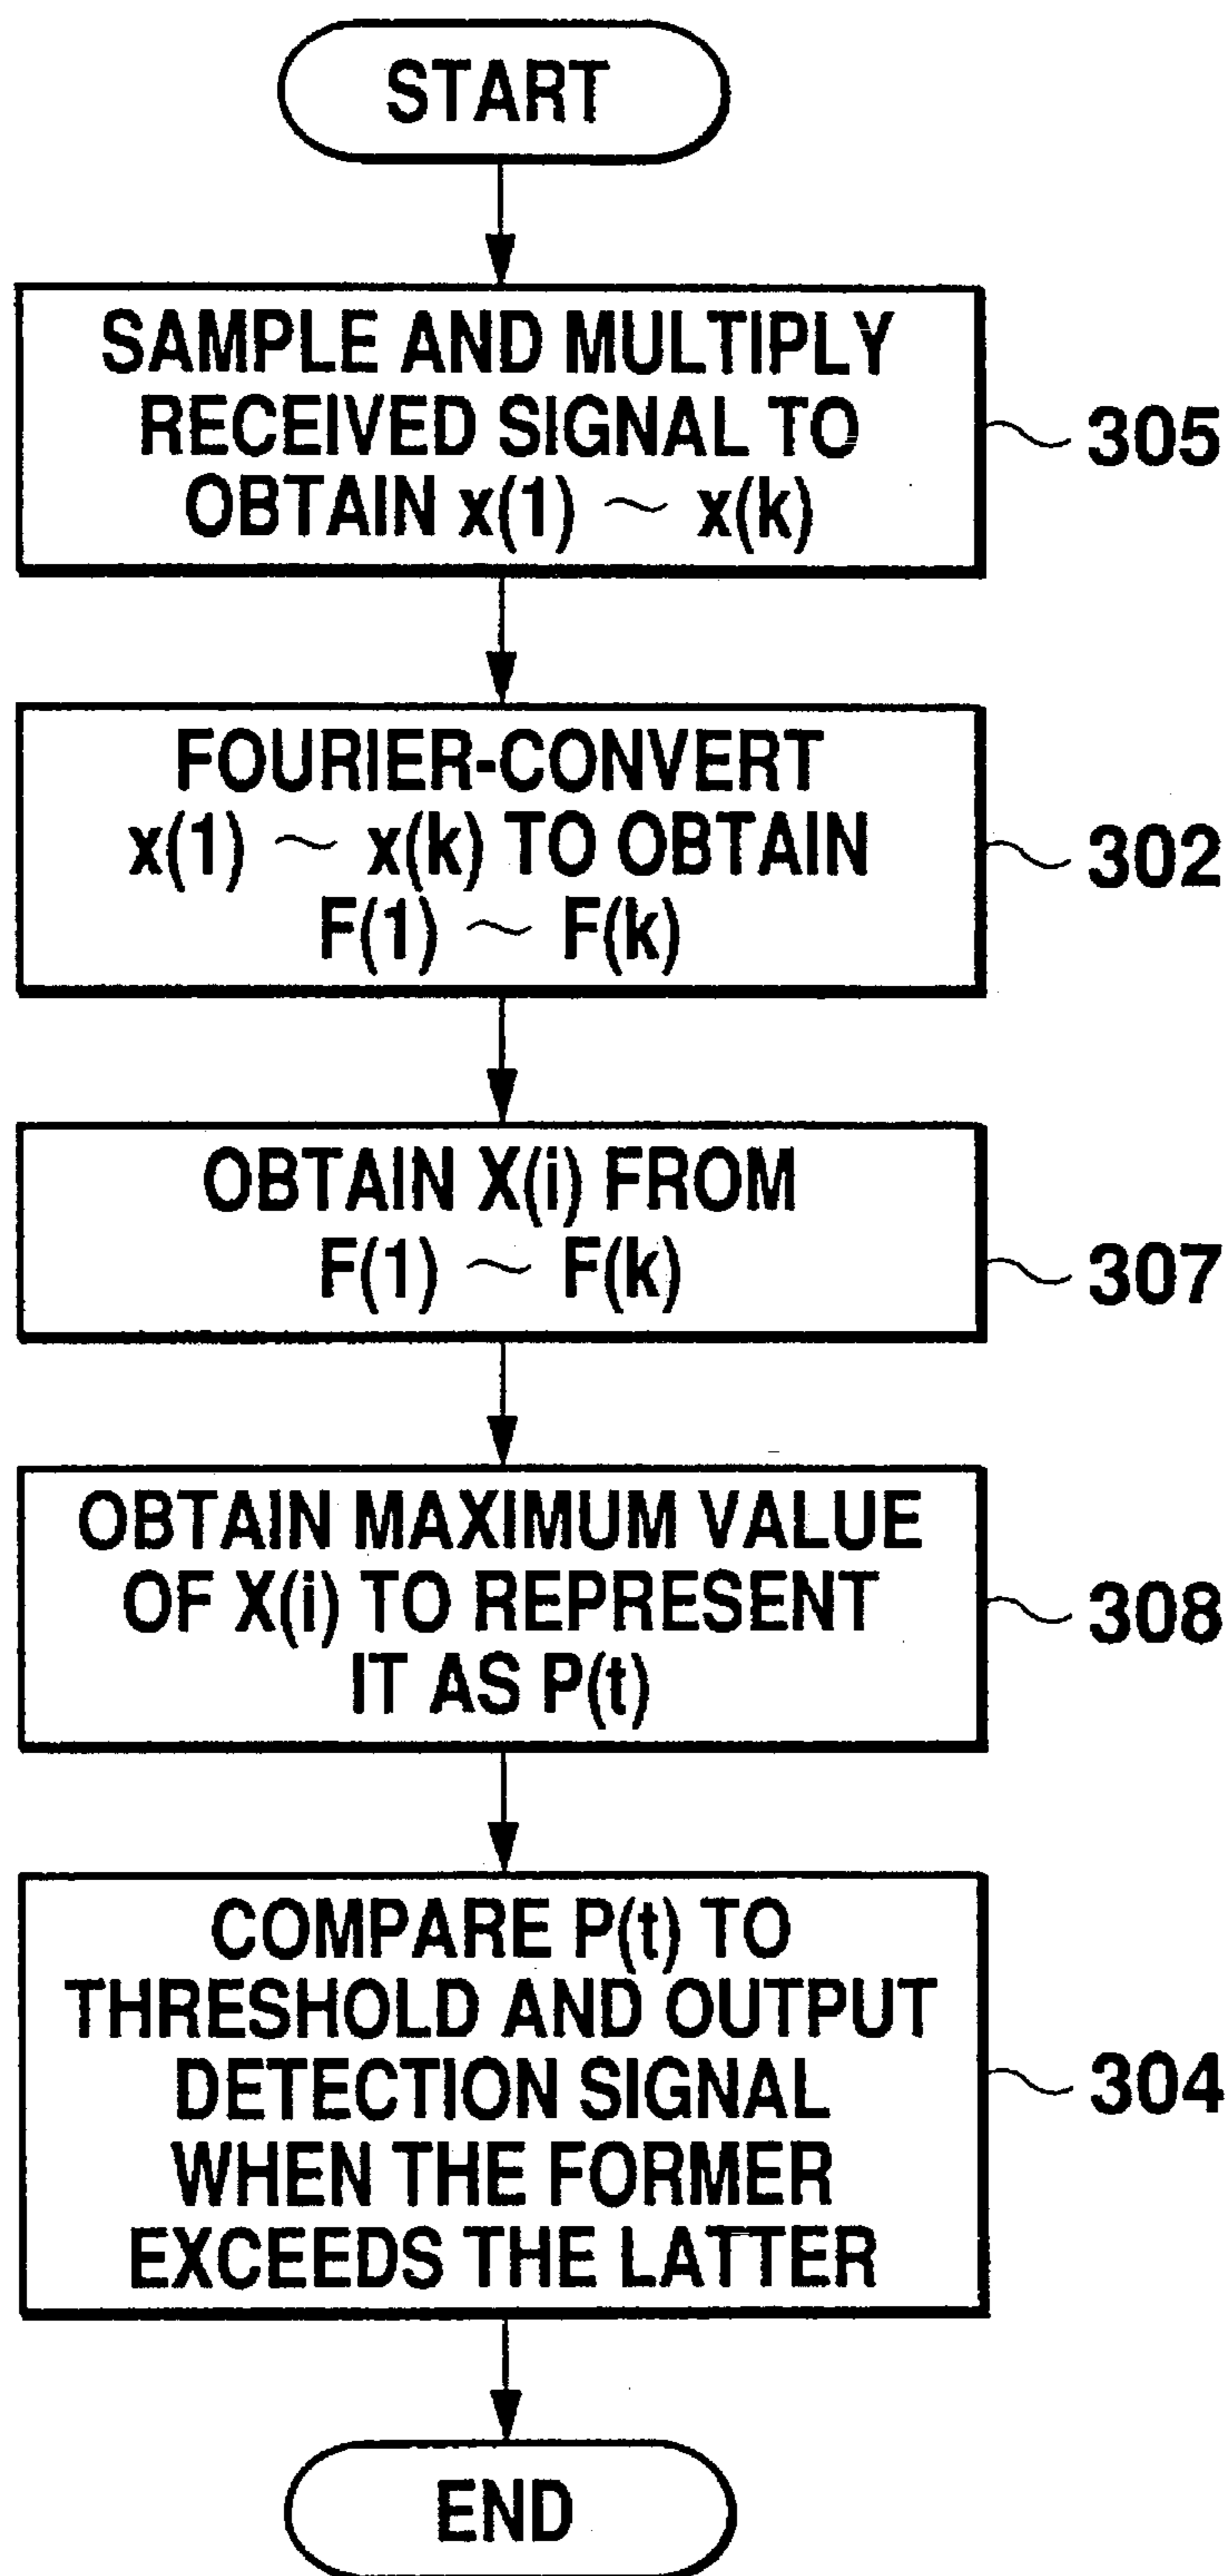 START
SAMPLE AND MULTIPLY
RECEIVED SIGNAL TO
OBTAIN x(1) ~ x(k)
305
FOURIER-CONVERT
x(1) ~ x(k) TO OBTAIN
F(1) ~ F(k)
302
OBTAIN X(i) FROM
F(1) ~ F(k)
307
OBTAIN MAXIMUM VALUE
OF X(i) TO REPRESENT
IT AS P(t)
308
COMPARE P(t) TO
THRESHOLD AND OUTPUT
DETECTION SIGNAL
WHEN THE FORMER
EXCEEDS THE LATTER
304
END